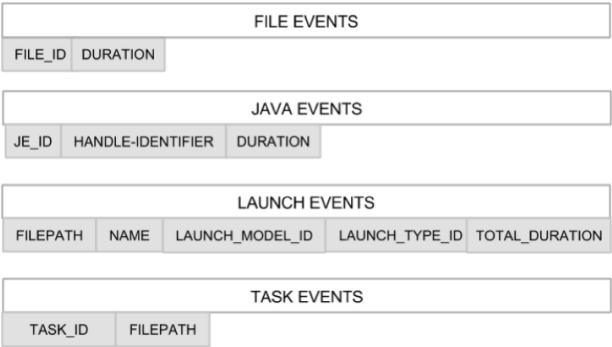 FILE EVENTS
FILE_ID DURATION
JAVA EVENTS
JE_ID HANDLE-IDENTIFIER DURATION
LAUNCH EVENTS
FILEPATH NAME LAUNCH_MODEL_ID LAUNCH_TYPE_ID TOTAL_DURATION
TASK EVENTS
TASK_ID FILEPATH